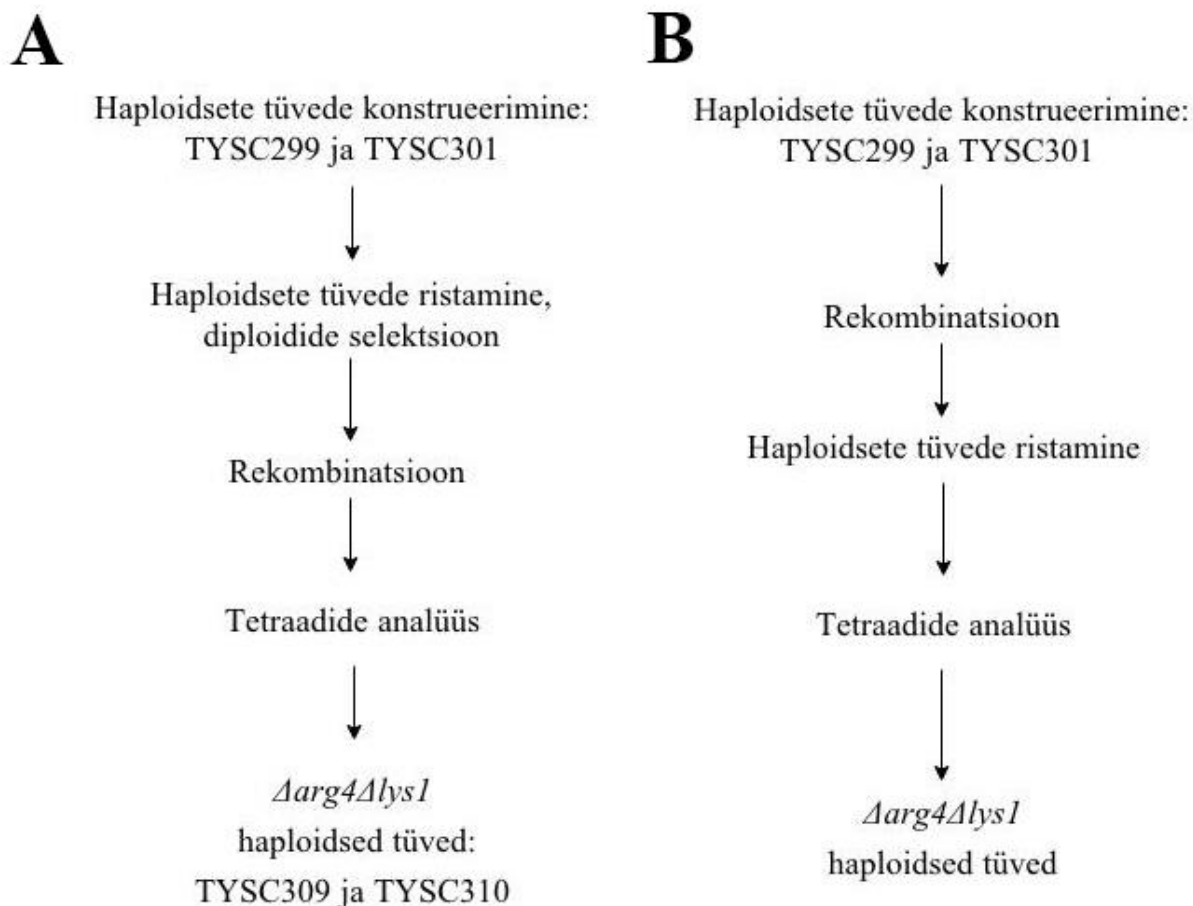 A
Haploidsete tüvede konstrueerimine:
TYSC299 ja TYSC301
Haploidsete tüvede ristamine,
diploidide selektsioon
Rekombinatsioon
Tetraadide analüüs
Δarg4Δlys1
haploidsed tüved:
TYSC309 ja TYSC310
B
Haploidsete tüvede konstrueerimine:
TYSC299 ja TYSC301
Rekombinatsioon
Haploidsete tüvede ristamine
Tetraadide analüüs
Δarg4Δlys1
haploidsed tüved